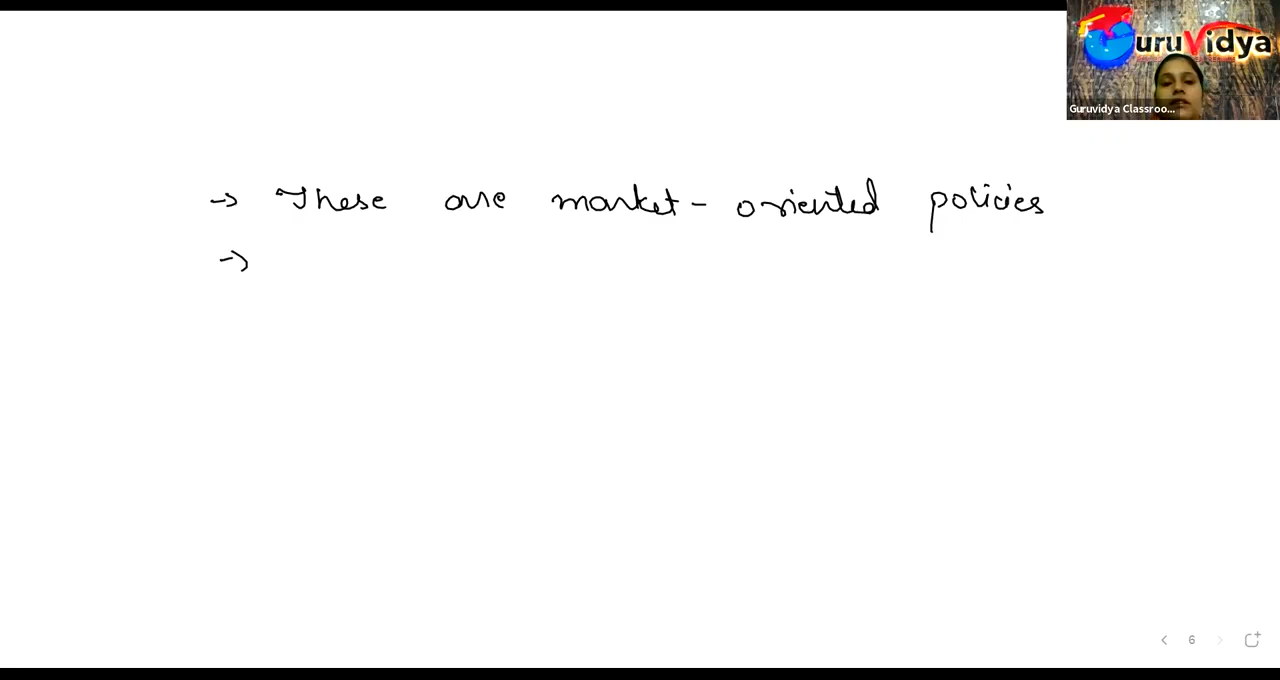 GuruVidya
Guruvidya Classroo...
→ These are market-oriented policies
→
6